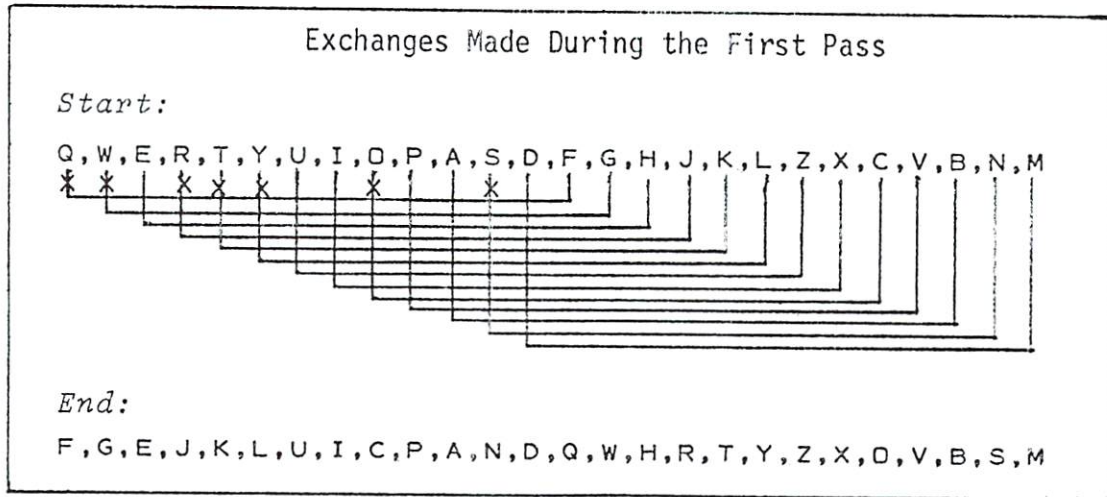 Exchanges Made During the First Pass
Start:
Q,W,E,R,T,Y,U,I,O,P,A,S,D,F,G,H,J,K,L,Z,X,C,V,B,N,M
End:
F,G,E,J,K,L,U,I,C,P,A,N,D,Q,W,H,R,T,Y,Z,X,O,V,B,S,M